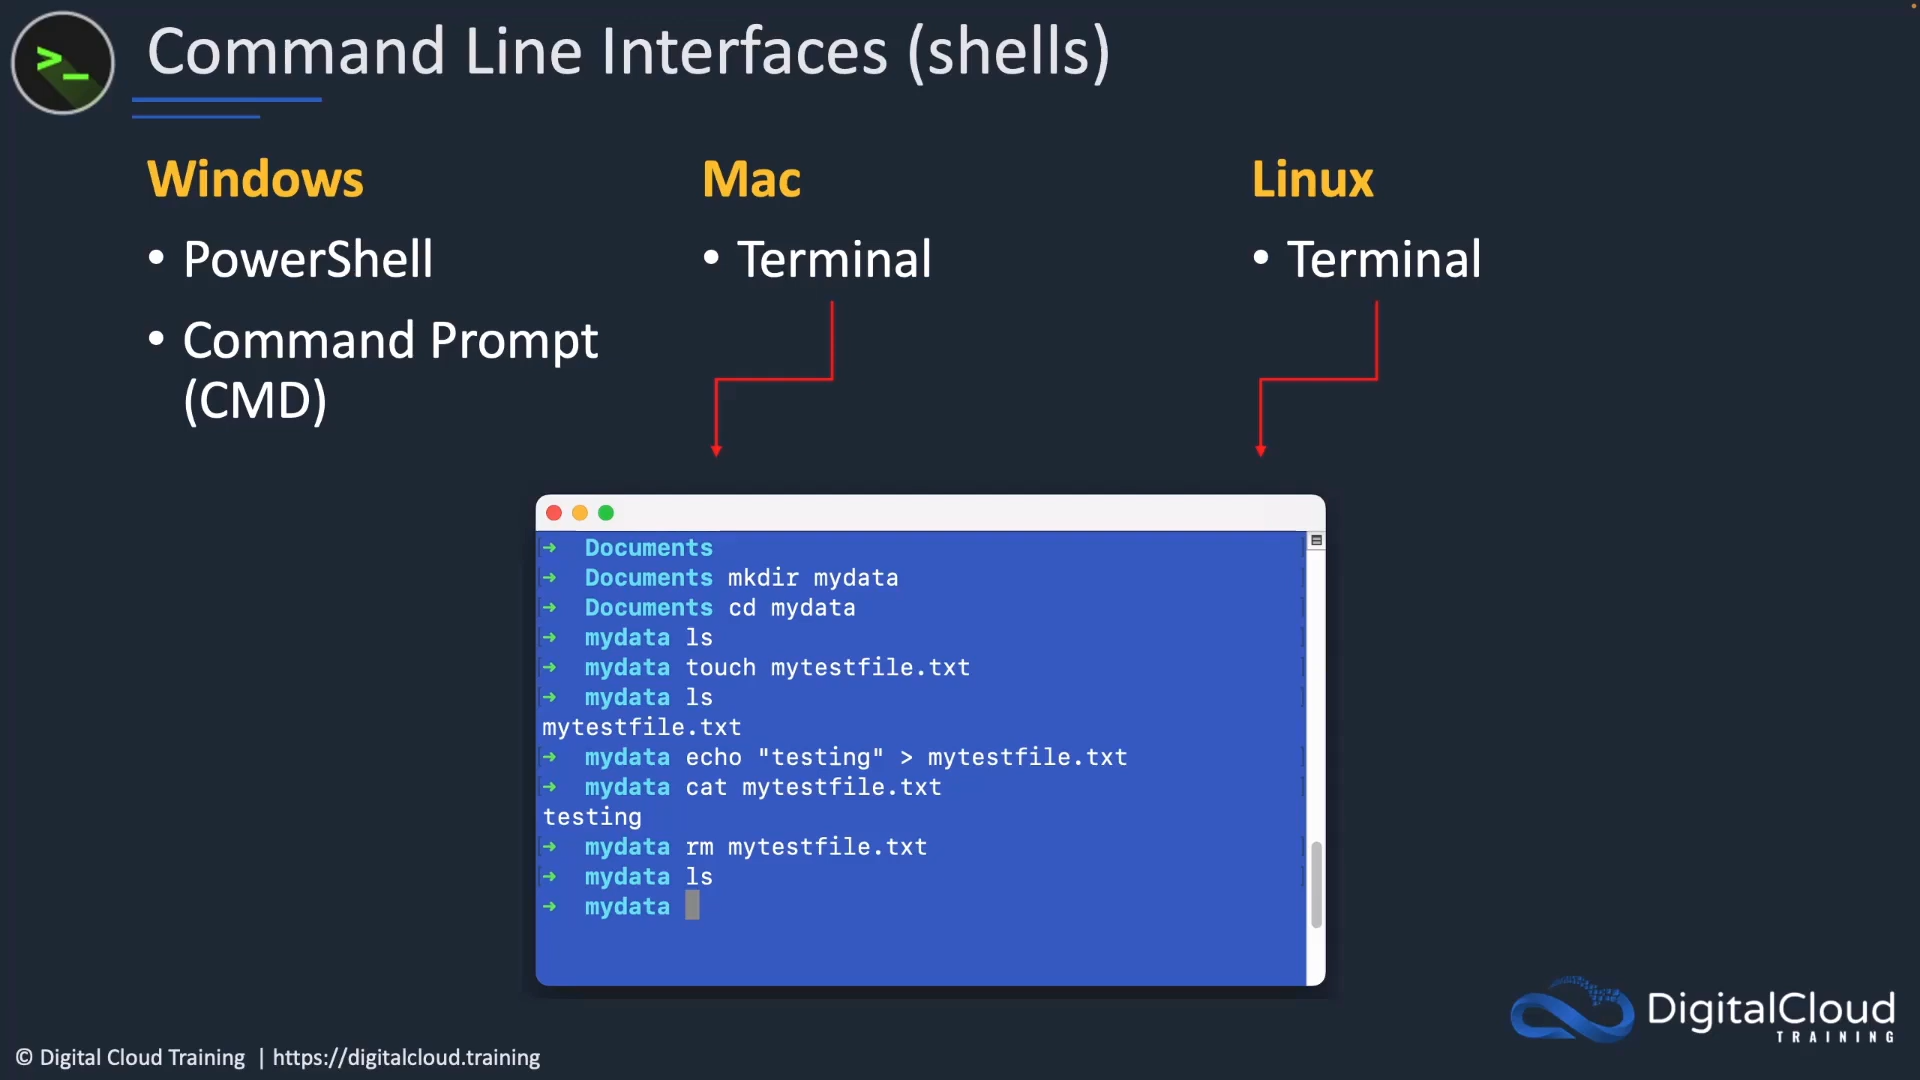 >_
Command Line Interfaces (shells)
Windows
• PowerShell
• Command Prompt
(CMD)
Mac
• Terminal
Linux
• Terminal
➜ Documents
➜ Documents mkdir mydata
➜ Documents cd mydata
➜ mydata ls
➜ mydata touch mytestfile.txt
➜ mydata ls
mytestfile.txt
➜ mydata echo "testing" > mytestfile.txt
➜ mydata cat mytestfile.txt
testing
➜ mydata rm mytestfile.txt
➜ mydata ls
➜ mydata
DigitalCloud
TRAINING
© Digital Cloud Training | https://digitalcloud.training